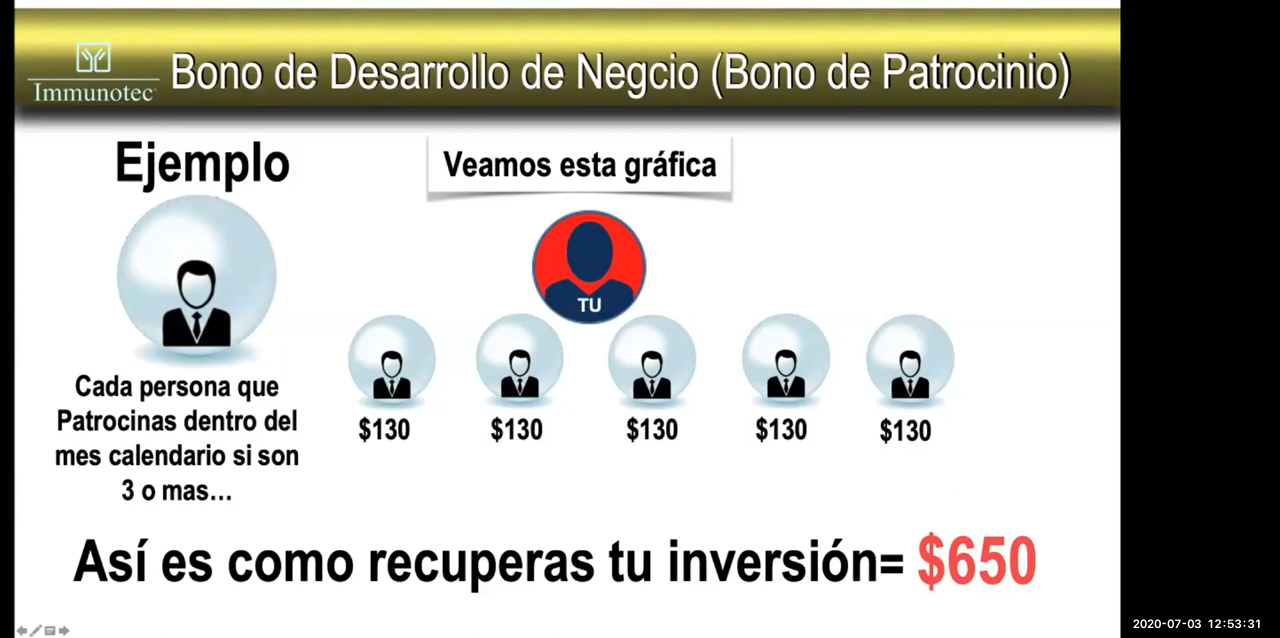 Immunotec
Bono de Desarrollo de Negcio (Bono de Patrocinio)
Ejemplo
Veamos esta gráfica
TU
Cada persona que
Patrocinas dentro del
mes calendario si son
3 o mas...
$130 $130 $130 $130 $130
Así es como recuperas tu inversión= $650
2020-07-03 12:53:31